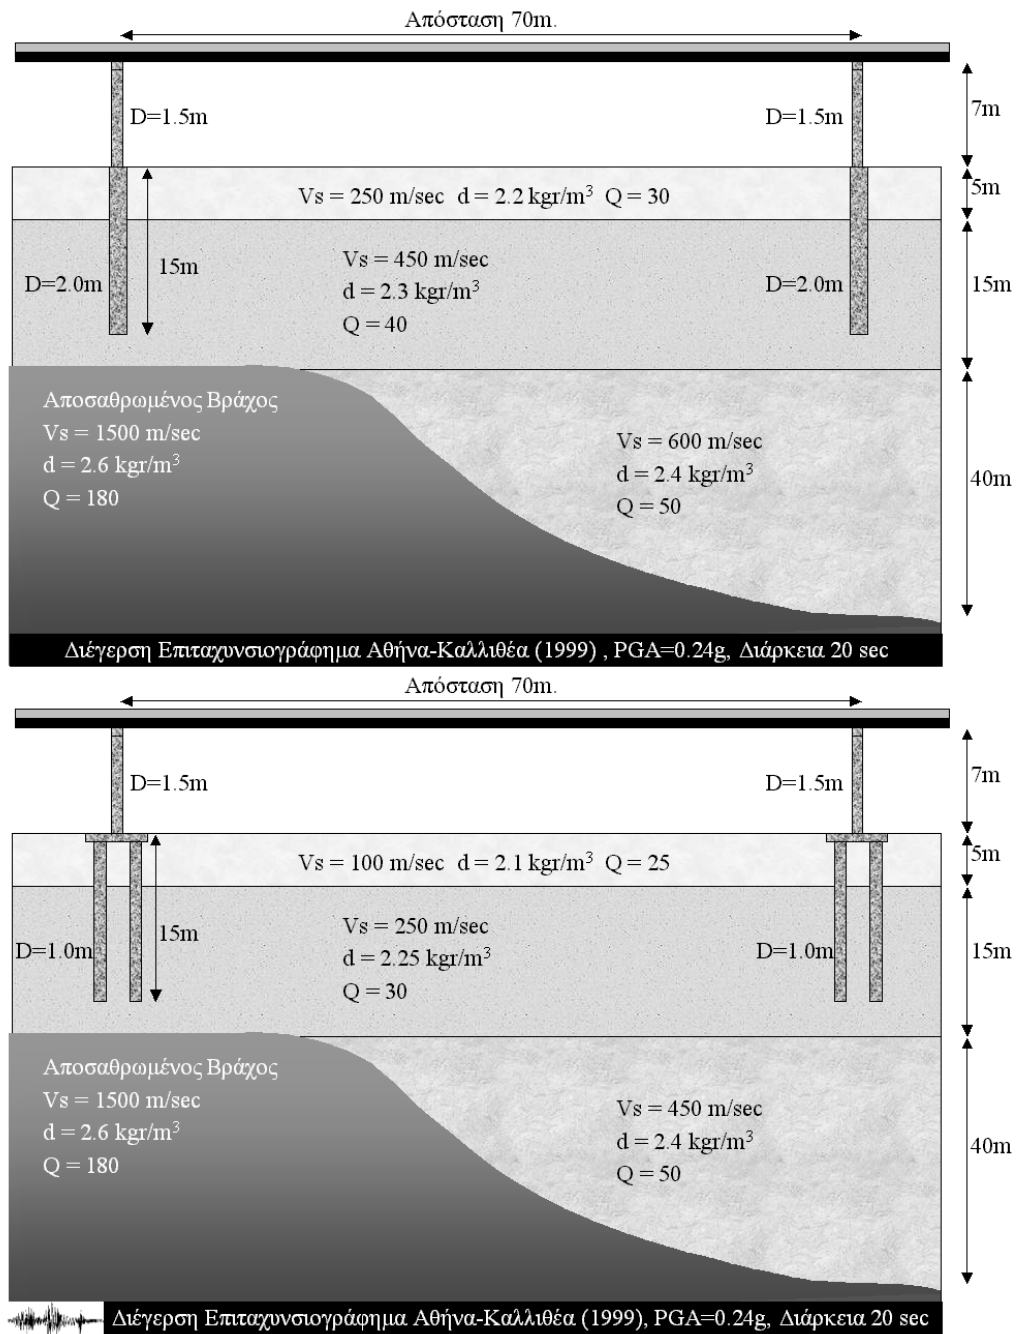 Απόσταση 70m.
D=1.5m
D=1.5m
7m
Vs = 250 m/sec d = 2.2 kgr/m³ Q = 30
5m
15m
D=2.0m
Vs = 450 m/sec
d = 2.3 kgr/m³
Q = 40
D=2.0m
15m
Αποσαθρωμένος Βράχος
Vs = 1500 m/sec
d = 2.6 kgr/m³
Q = 180
Vs = 600 m/sec
d = 2.4 kgr/m³
Q = 50
40m
Διέγερση Επιταχυνσιογράφημα Αθήνα-Καλλιθέα (1999) , PGA=0.24g, Διάρκεια 20 sec
Απόσταση 70m.
D=1.5m
D=1.5m
7m
Vs = 100 m/sec d = 2.1 kgr/m³ Q = 25
5m
D=1.0m
15m
Vs = 250 m/sec
d = 2.25 kgr/m³
Q = 30
D=1.0m
15m
Αποσαθρωμένος Βράχος
Vs = 1500 m/sec
d = 2.6 kgr/m³
Q = 180
Vs = 450 m/sec
d = 2.4 kgr/m³
Q = 50
40m
Διέγερση Επιταχυνσιογράφημα Αθήνα-Καλλιθέα (1999), PGA=0.24g, Διάρκεια 20 sec